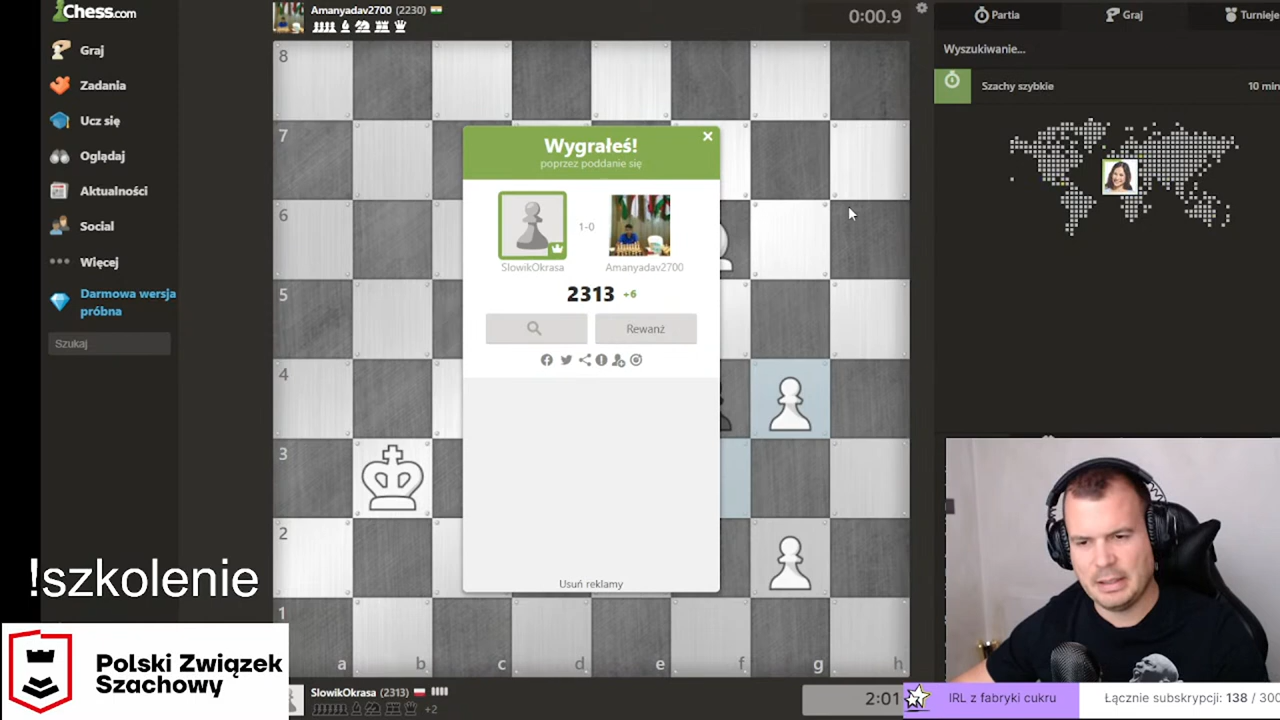 Chess.com
Graj
Zadania
Ucz się
Oglądaj
Aktualności
Social
Więcej
Darmowa wersja
próbna
Szukaj
!szkolenie
Polski Związek
Szachowy
Amanyadav2700 (2230)
0:00.9
8
7
6
5
4
3
2
1
a b c d e f g h
Wygrałeś!
poprzez poddanie się
1-0
SlowikOkrasa
Amanyadav2700
2313 +6
Rewanż
Usuń reklamy
SlowikOkrasa (2313)
+2
2:01
Partia
Graj
Turnieje
Wyszukiwanie...
Szachy szybkie
10 min
IRL z fabryki cukru
Łącznie subskrypcji: 138 / 300